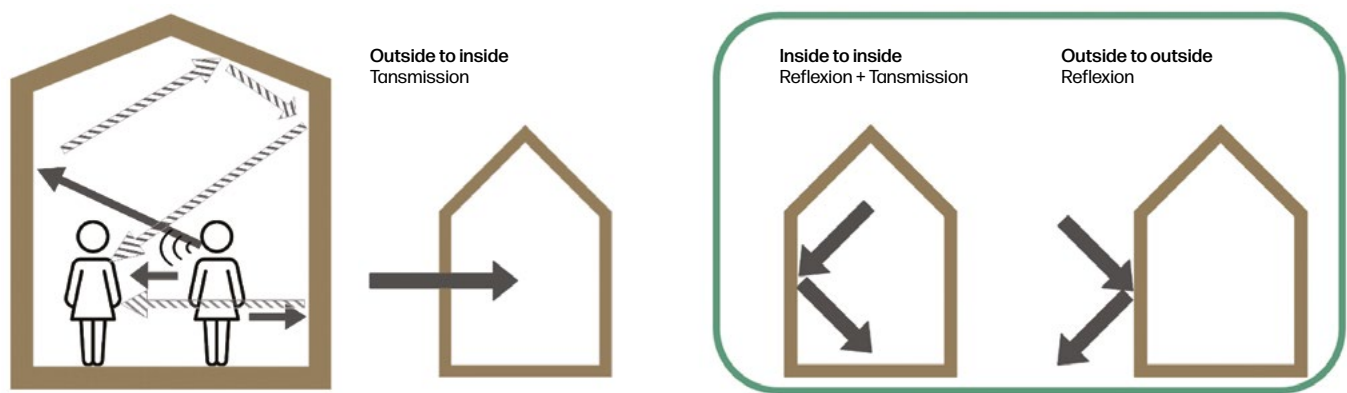 Outside to inside
Tansmission
Inside to inside
Reflexion + Tansmission
Outside to outside
Reflexion